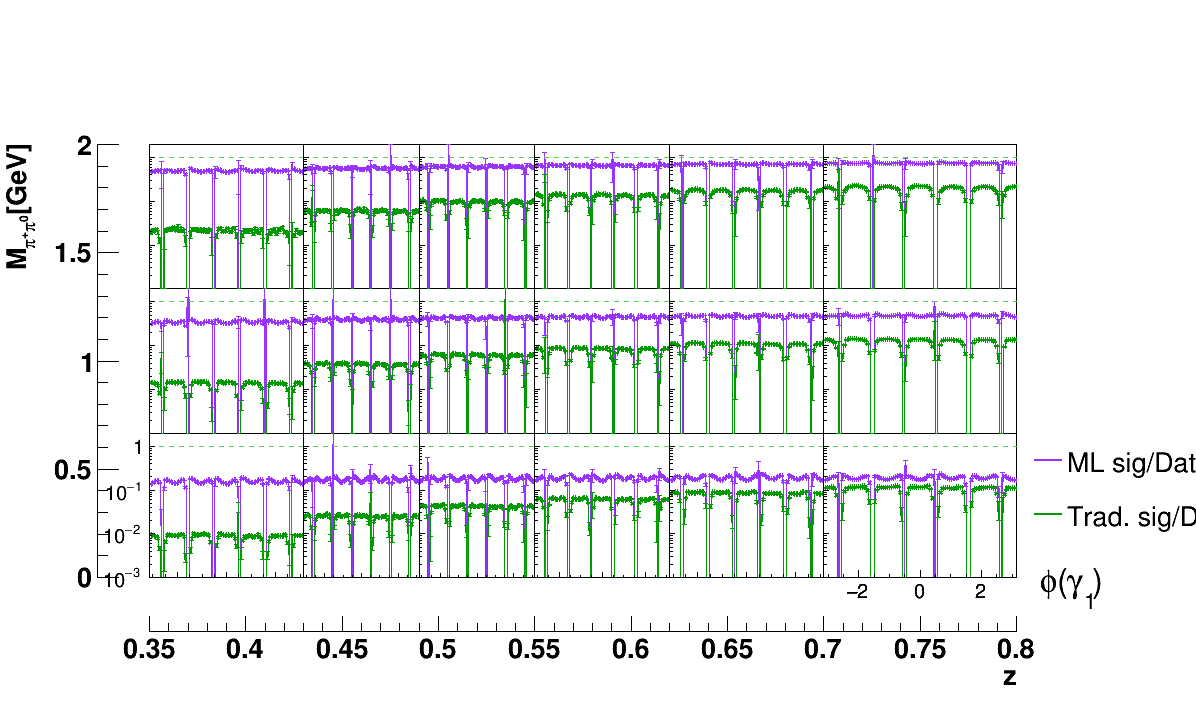 M_{π⁺π⁰}[GeV]
2
1.5
1
0.5
0
1
10⁻¹
10⁻²
10⁻³
ML sig/Dat
Trad. sig/D
−2 0 2
ϕ(γ₁)
0.35 0.4 0.45 0.5 0.55 0.6 0.65 0.7 0.75 0.8
z